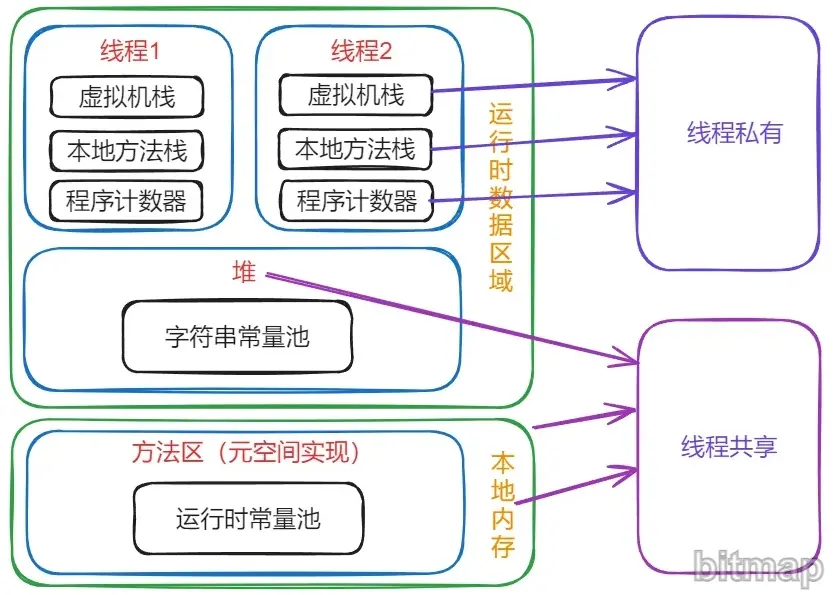 线程1
虚拟机栈
本地方法栈
程序计数器
线程2
虚拟机栈
本地方法栈
程序计数器
运行时数据区域
线程私有
堆
字符串常量池
方法区（元空间实现）
运行时常量池
本地内存
线程共享
bitmap